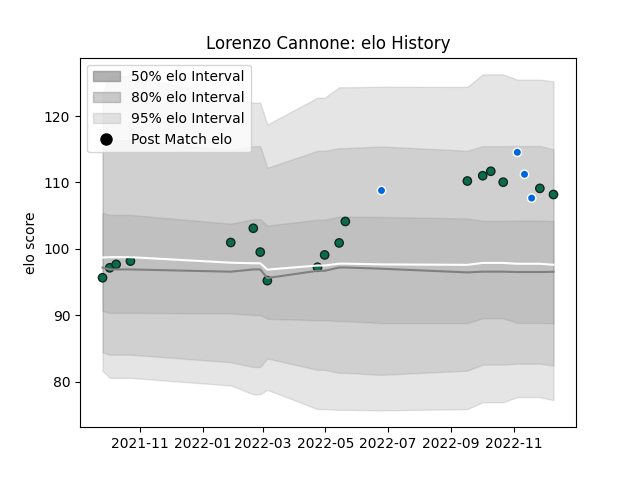 Lorenzo Cannone: elo History
50% elo Interval
80% elo Interval
95% elo Interval
Post Match elo
elo score
120
110
100
90
80
2021-11
2022-01
2022-03
2022-05
2022-07
2022-09
2022-11